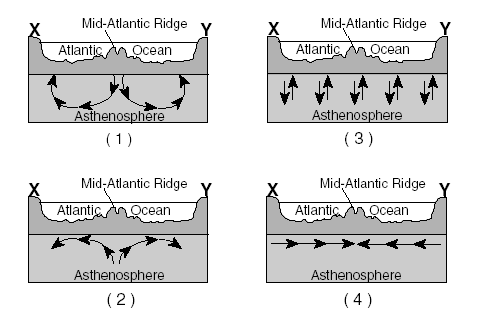 X Mid-Atlantic Ridge Y
Atlantic Ocean
Asthenosphere
( 1 )
X Mid-Atlantic Ridge Y
Atlantic Ocean
Asthenosphere
( 3 )
X Mid-Atlantic Ridge Y
Atlantic Ocean
Asthenosphere
( 2 )
X Mid-Atlantic Ridge Y
Atlantic Ocean
Asthenosphere
( 4 )